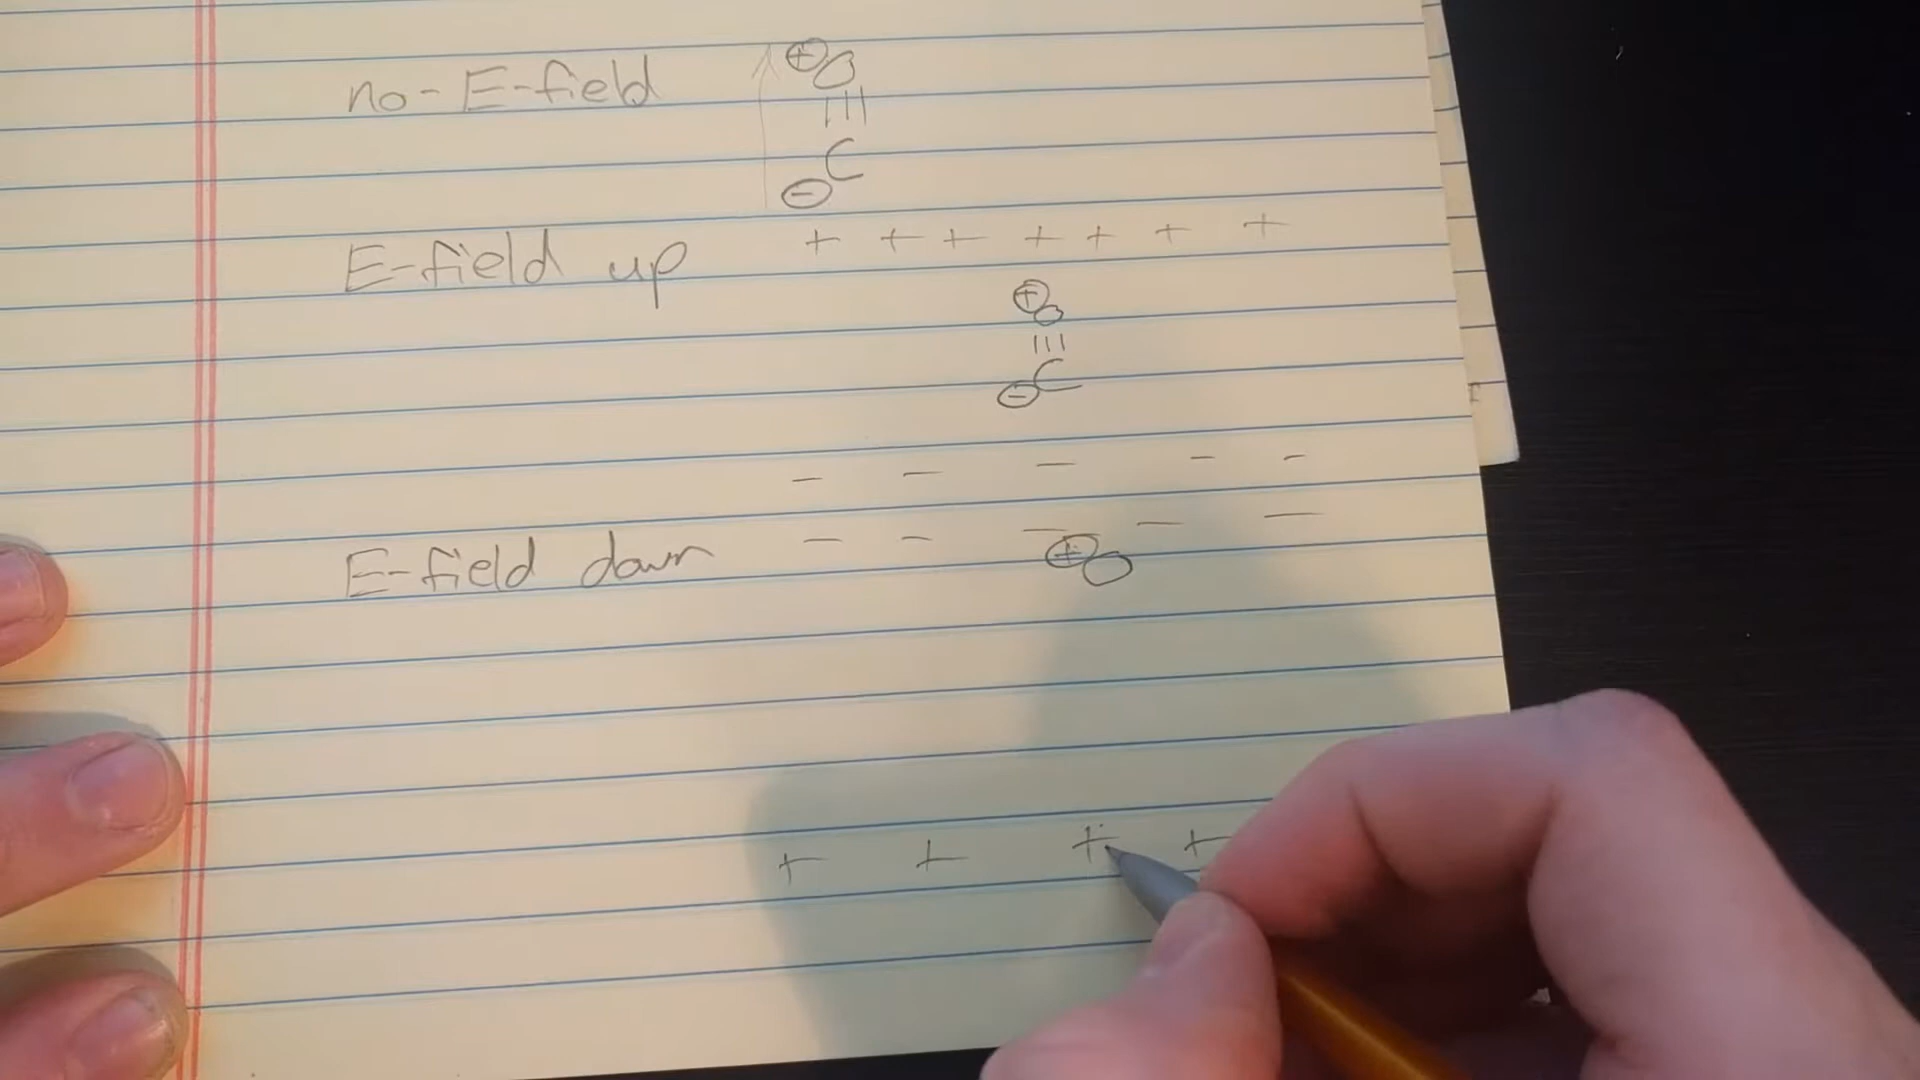 no-E-field
⊕O
|||
C
⊖
E-field up
+ + + + + + +
⊕O
|||
C
⊖
− − − − −
E-field down
− − − − −
⊕O
+ + + +